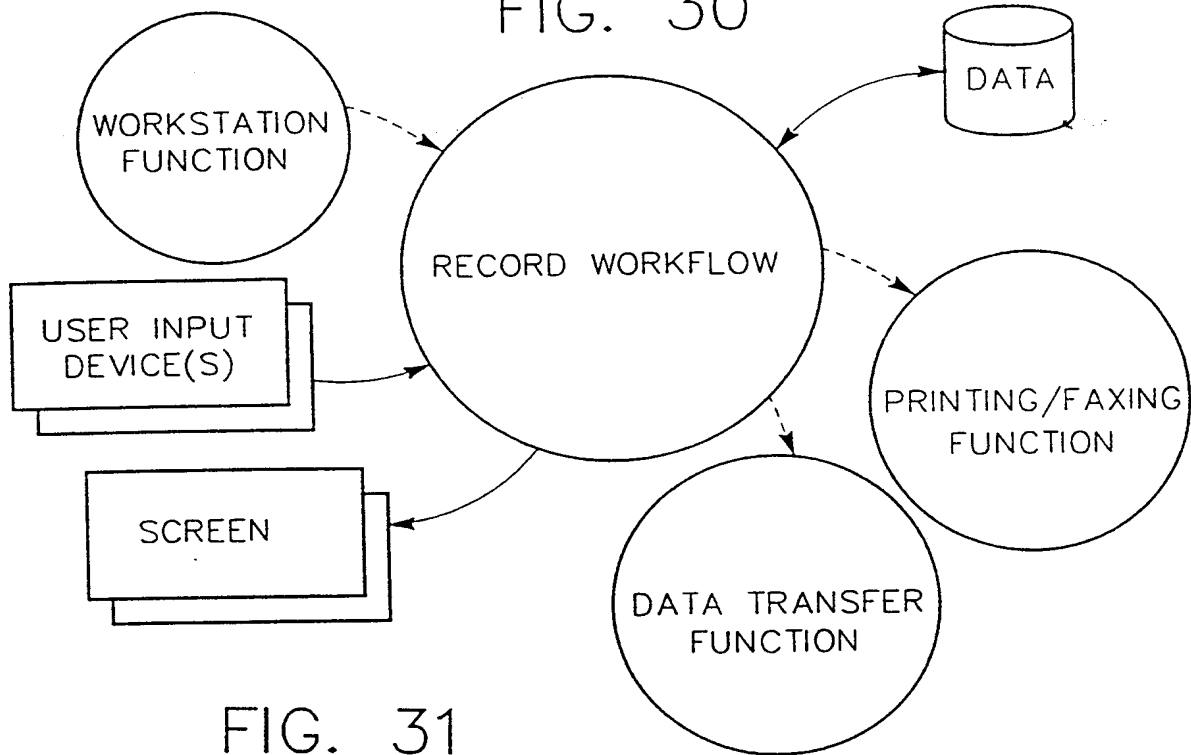 FIG. 30
WORKSTATION
FUNCTION
DATA
RECORD WORKFLOW
USER INPUT
DEVICE(S)
PRINTING/FAXING
FUNCTION
SCREEN
DATA TRANSFER
FUNCTION
FIG. 31